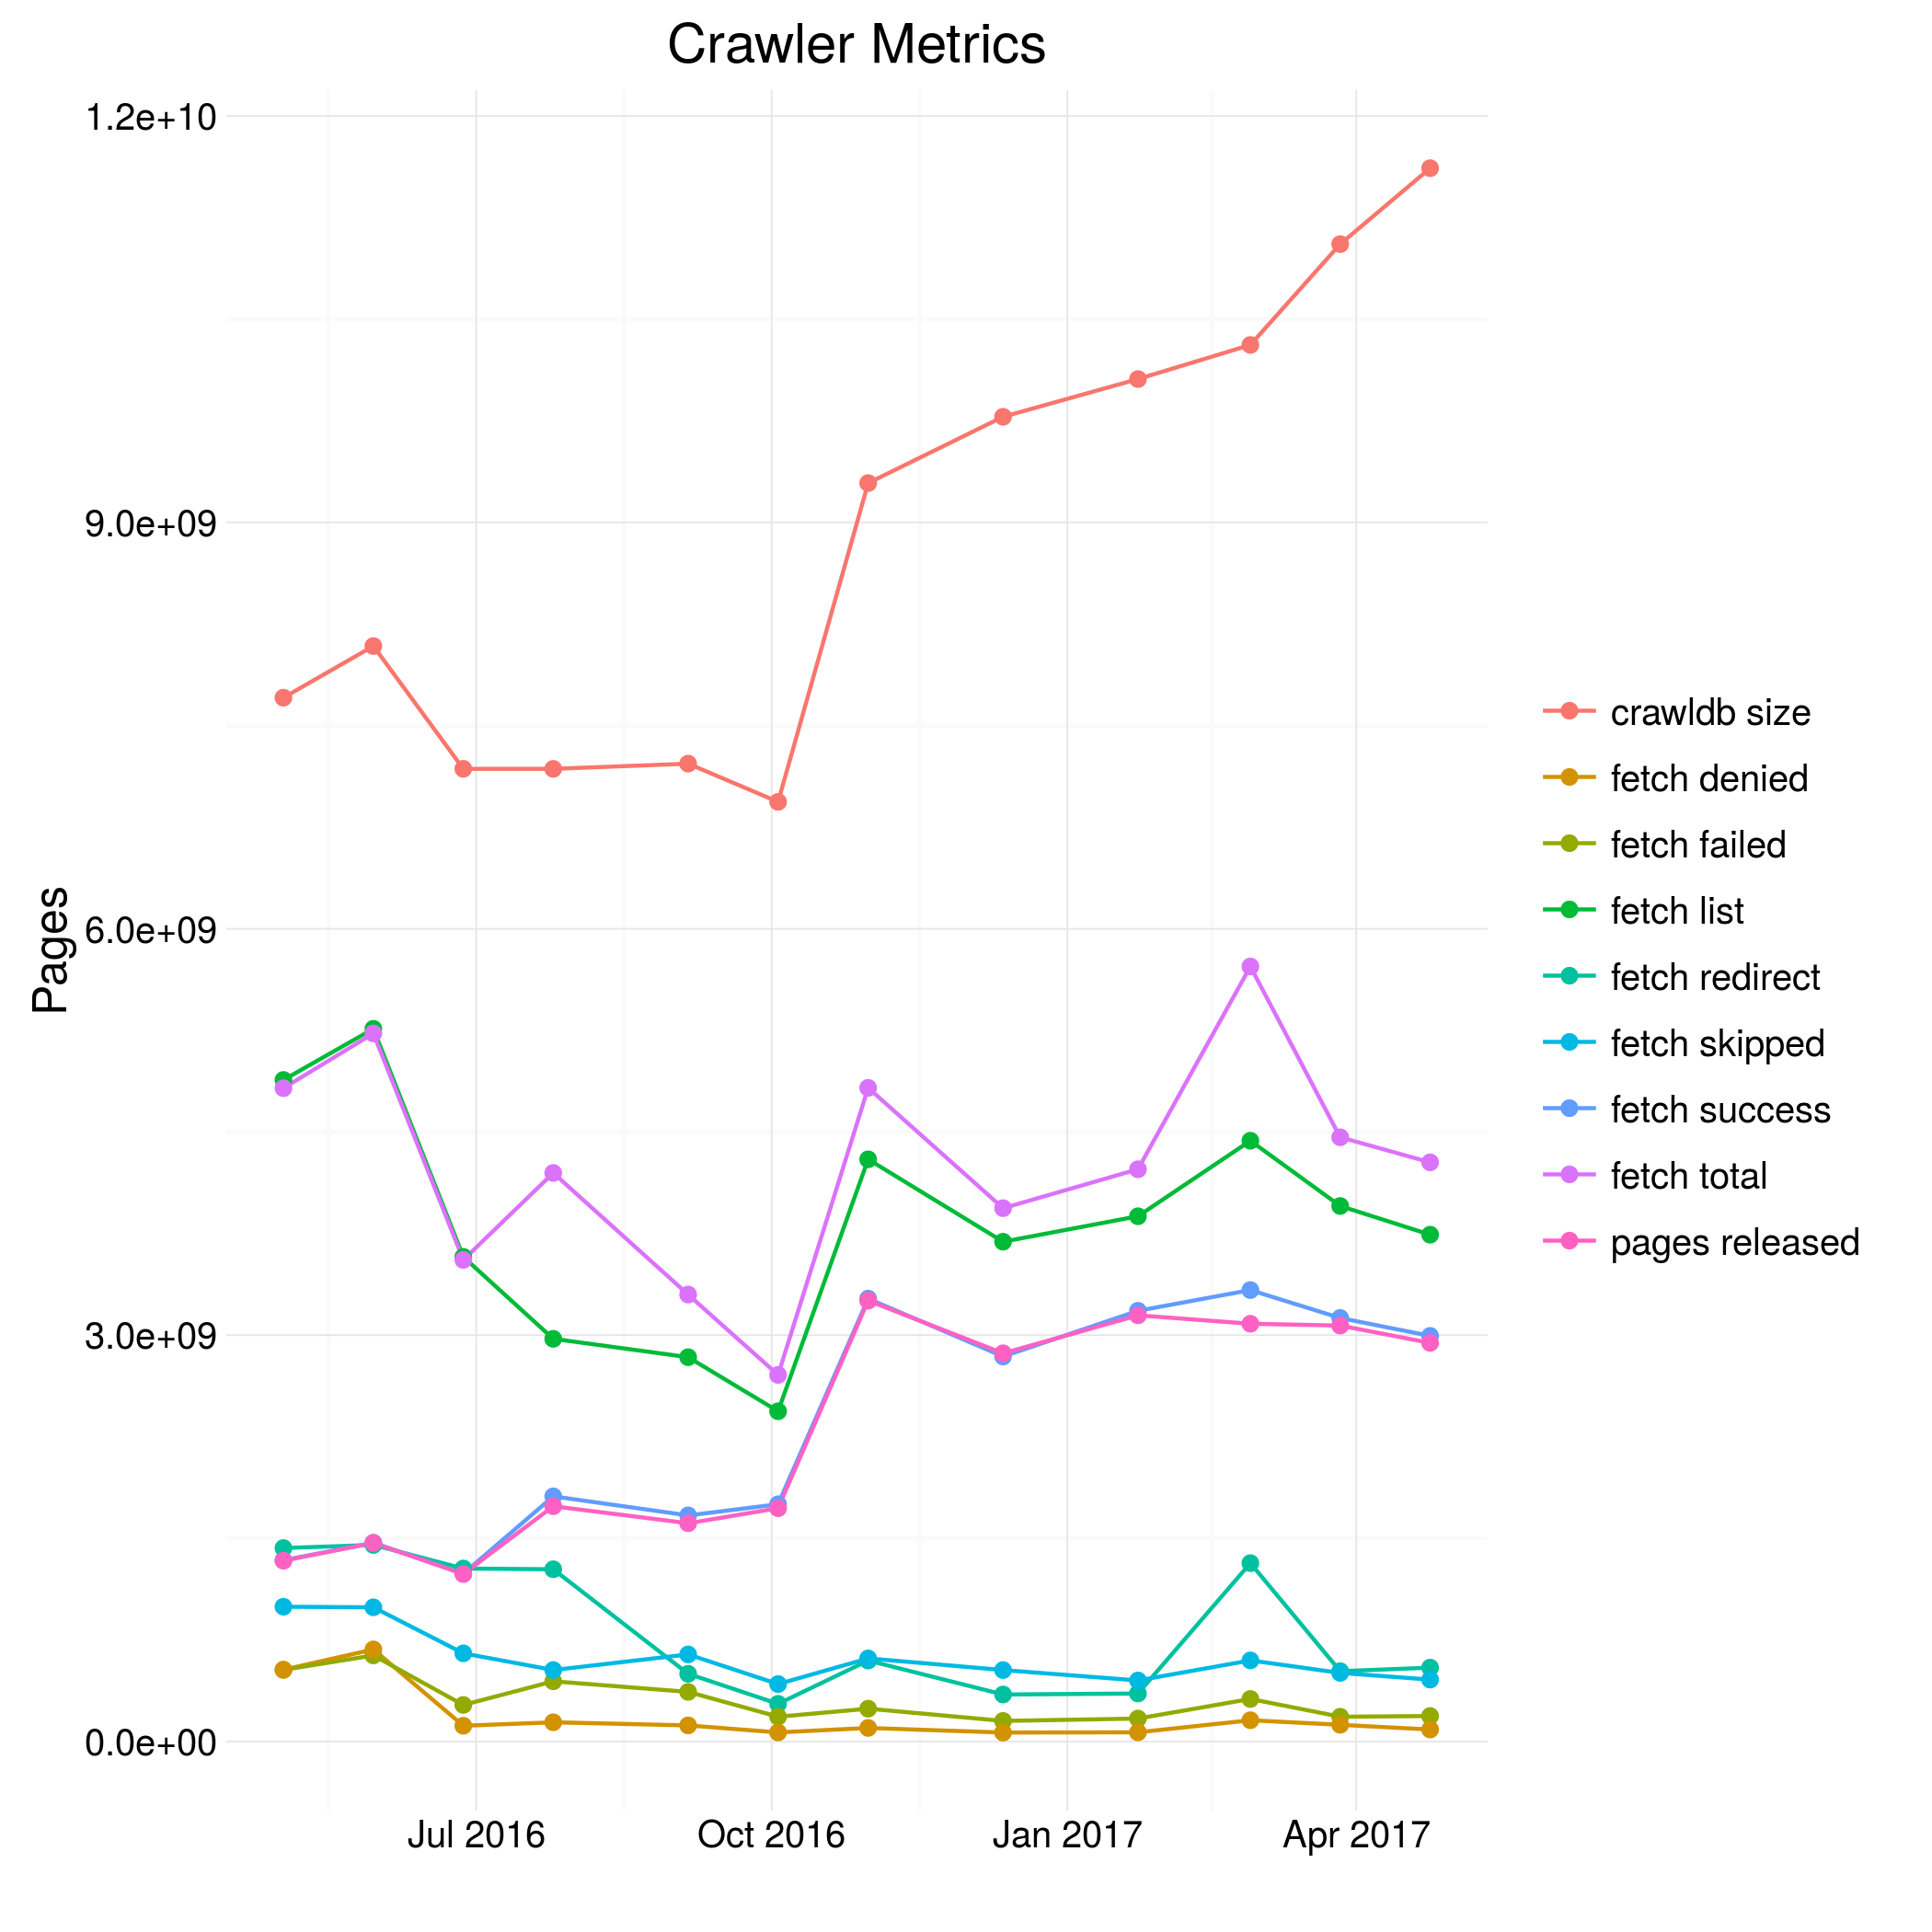 Crawler Metrics
1.2e+10
9.0e+09
6.0e+09
3.0e+09
0.0e+00
Pages
Jul 2016
Oct 2016
Jan 2017
Apr 2017
crawldb size
fetch denied
fetch failed
fetch list
fetch redirect
fetch skipped
fetch success
fetch total
pages released